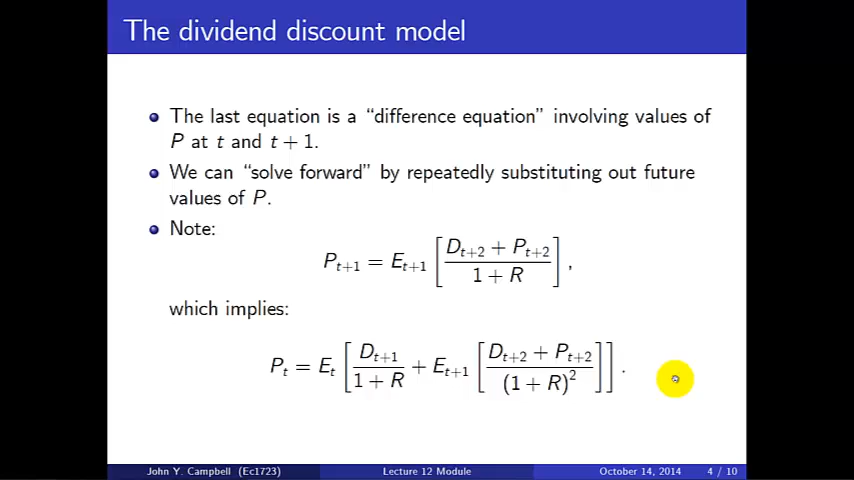 The dividend discount model
The last equation is a “difference equation” involving values of
P at t and t + 1.
We can “solve forward” by repeatedly substituting out future
values of P.
Note:
P_{t+1} = E_{t+1} [ \frac{D_{t+2} + P_{t+2}}{1 + R} ] ,
which implies:
P_t = E_t [ \frac{D_{t+1}}{1 + R} + E_{t+1} [ \frac{D_{t+2} + P_{t+2}}{(1 + R)^2} ] ] .
John Y. Campbell (Ec1723) Lecture 12 Module October 14, 2014 4 / 10